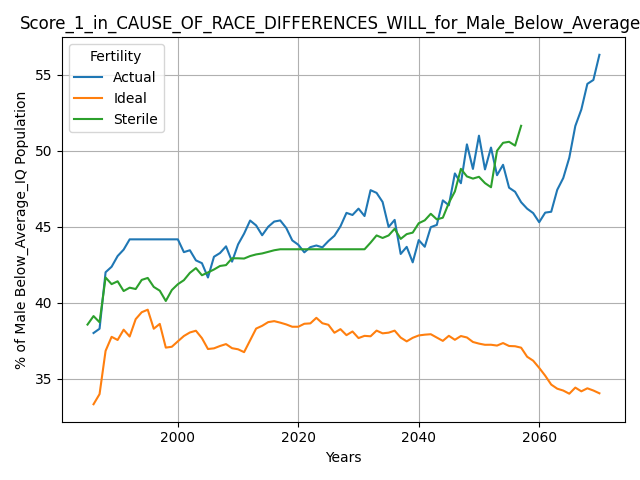 Score_1_in_CAUSE_OF_RACE_DIFFERENCES_WILL_for_Male_Below_Average
Fertility
Actual
Ideal
Sterile
% of Male Below_Average_IQ Population
55
50
45
40
35
2000
2020
2040
2060
Years